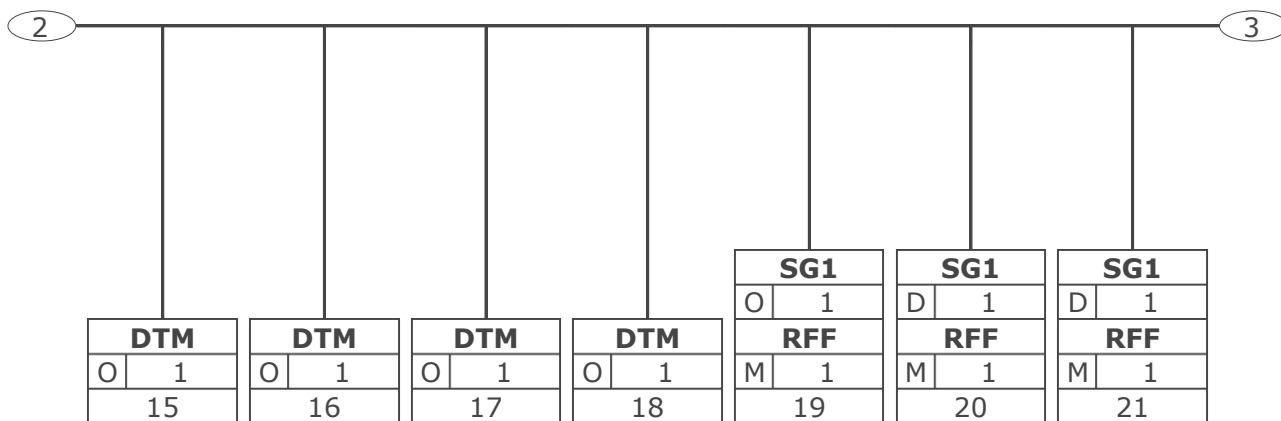 2 3
SG1 SG1 SG1
O 1 D 1 D 1
DTM DTM DTM DTM RFF RFF RFF
O 1 O 1 O 1 O 1 M 1 M 1 M 1
15 16 17 18 19 20 21